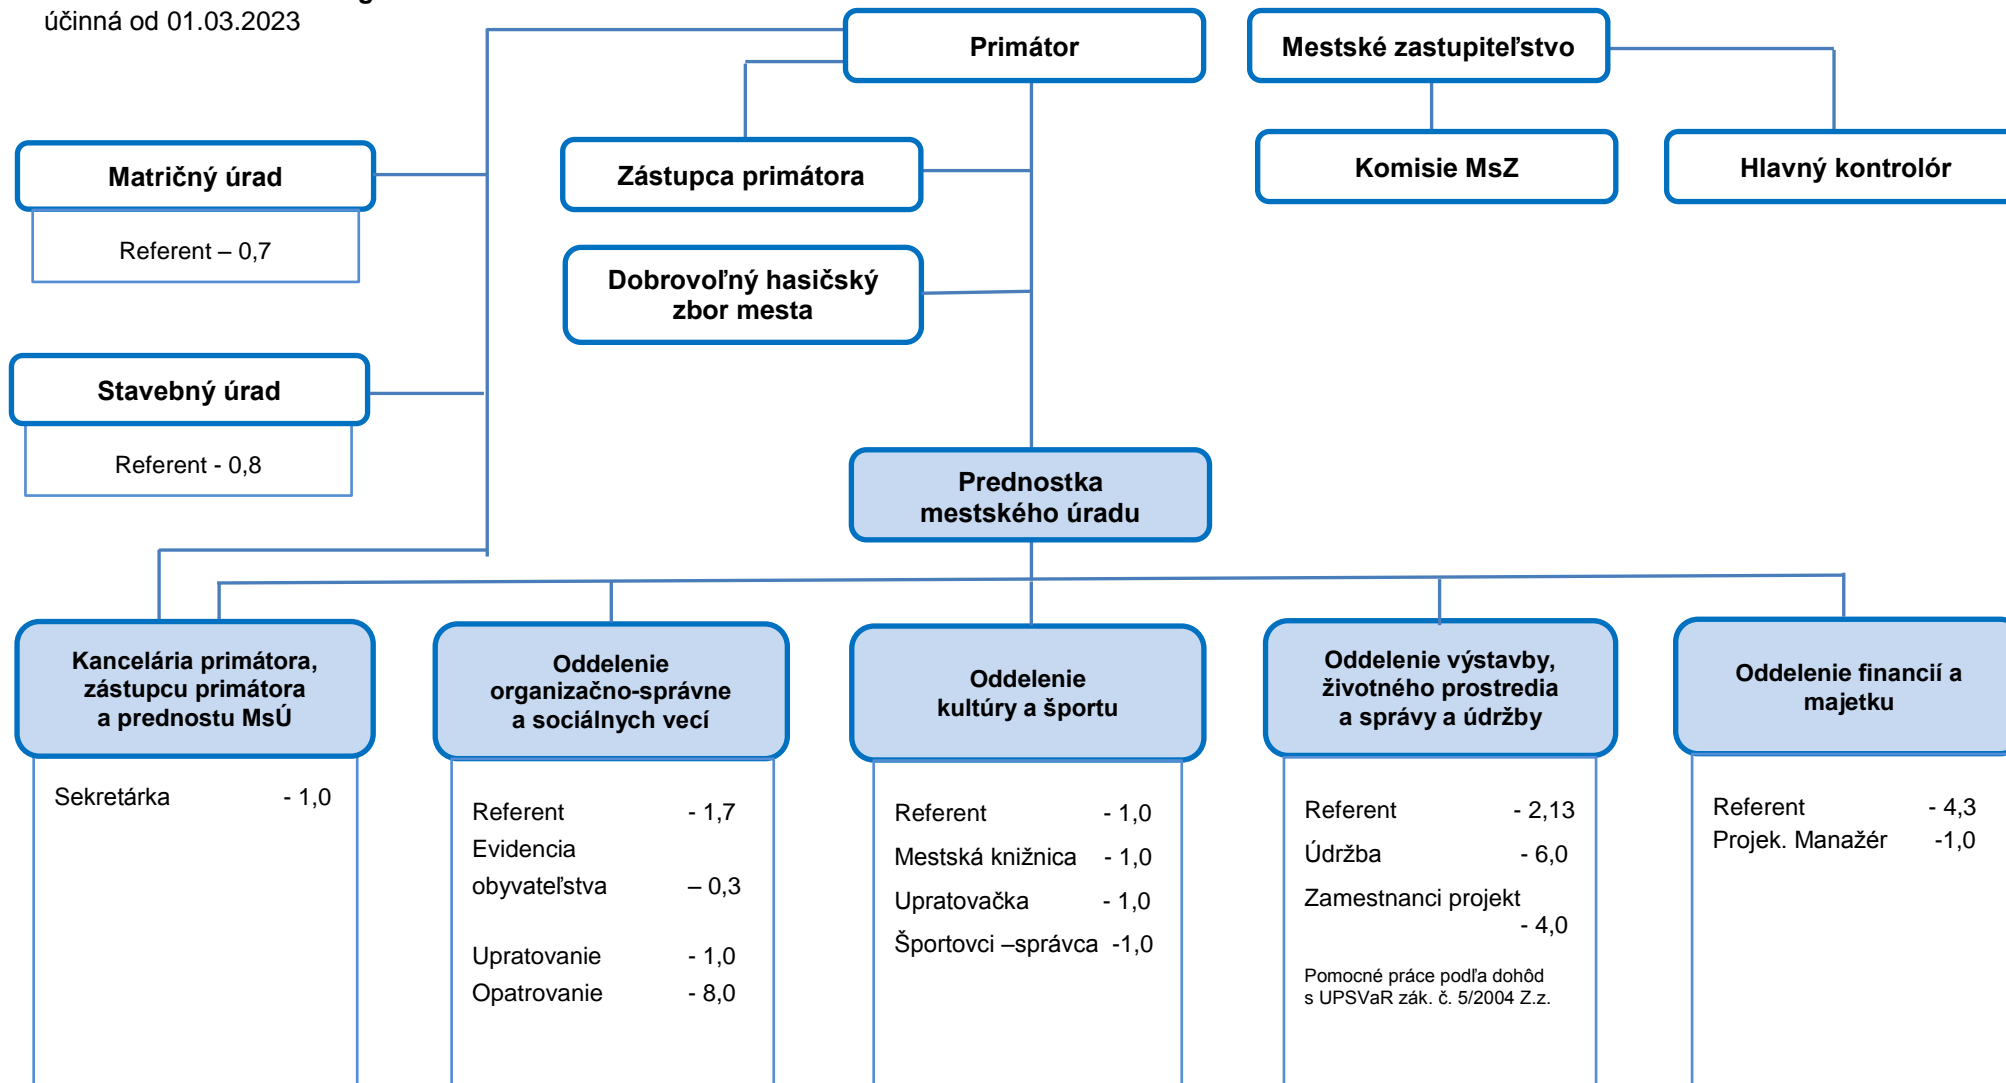 účinná od 01.03.2023
Primátor
Mestské zastupiteľstvo
Matričný úrad
Referent – 0,7
Zástupca primátora
Komisie MsZ
Hlavný kontrolór
Dobrovoľný hasičský
zbor mesta
Stavebný úrad
Referent - 0,8
Prednostka
mestského úradu
Kancelária primátora,
zástupcu primátora
a prednostu MsÚ
Sekretárka - 1,0
Oddelenie
organizačno-správne
a sociálnych vecí
Referent - 1,7
Evidencia
obyvateľstva – 0,3
Upratovanie - 1,0
Opatrovanie - 8,0
Oddelenie
kultúry a športu
Referent - 1,0
Mestská knižnica - 1,0
Upratovačka - 1,0
Športovci –správca -1,0
Oddelenie výstavby,
životného prostredia
a správy a údržby
Referent - 2,13
Údržba - 6,0
Zamestnanci projekt
- 4,0
Pomocné práce podľa dohôd
s UPSVaR zák. č. 5/2004 Z.z.
Oddelenie financií a
majetku
Referent - 4,3
Projek. Manažér -1,0